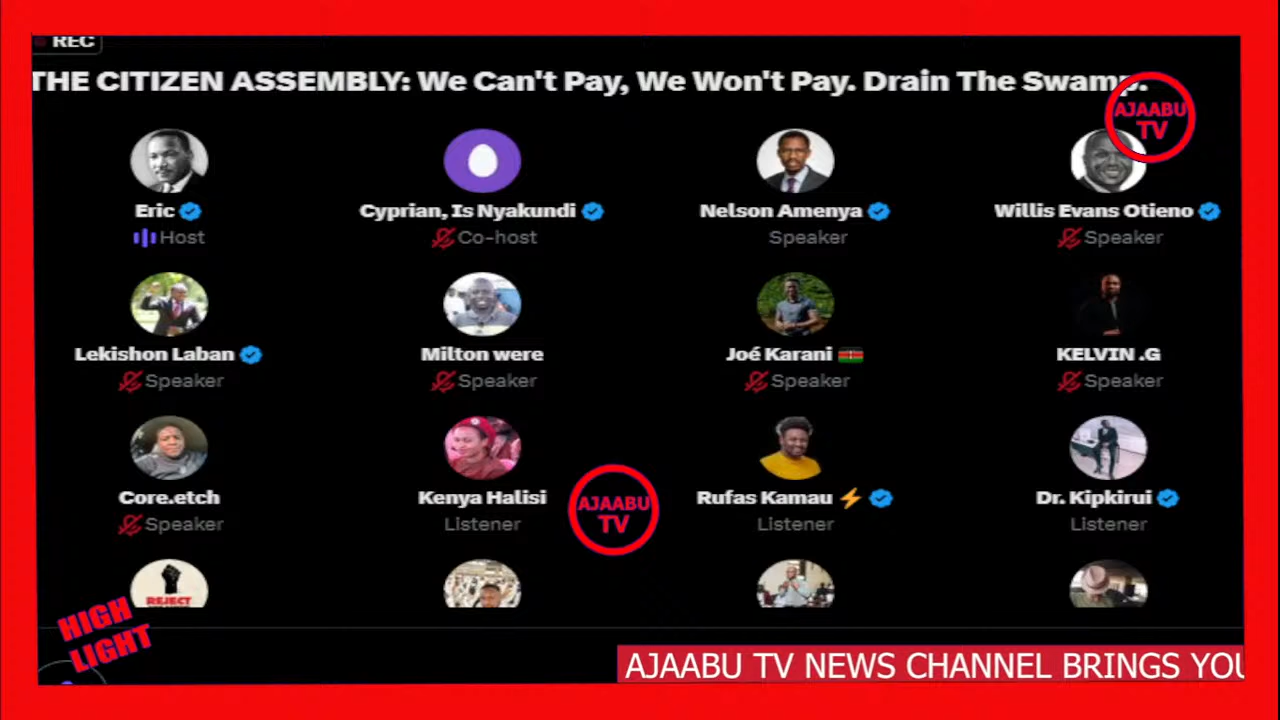 REC
THE CITIZEN ASSEMBLY: We Can't Pay, We Won't Pay. Drain The Swamp.
AJAABU
TV
Eric
Host
Cyprian, Is Nyakundi
Co-host
Nelson Amenya
Speaker
Willis Evans Otieno
Speaker
Lekishon Laban
Speaker
Milton were
Speaker
Joé Karani
Speaker
KELVIN .G
Speaker
Core.etch
Speaker
Kenya Halisi
Listener
AJAABU
TV
Rufas Kamau
Listener
Dr. Kipkirui
Listener
REJECT
HIGH
LIGHT
AJAABU TV NEWS CHANNEL BRINGS YOU